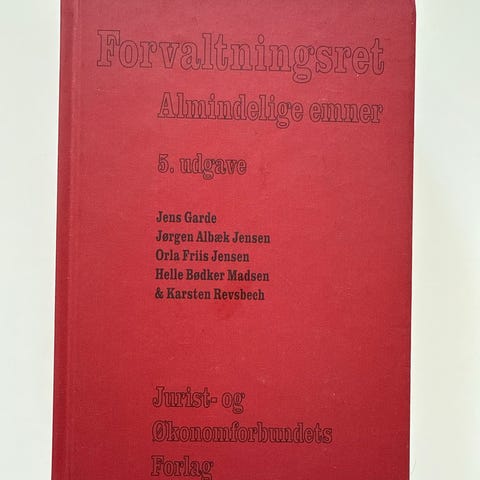 Forvaltningsret
Almindelige emner
5. udgave
Jens Garde
Jørgen Albæk Jensen
Orla Friis Jensen
Helle Bødker Madsen
& Karsten Revsbech
Jurist- og
Økonomforbundets
Forlag